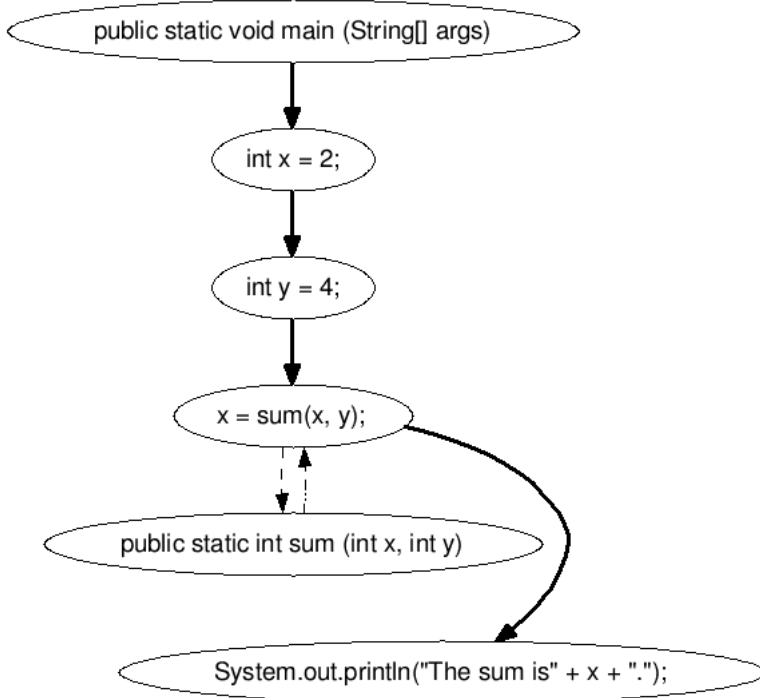 public static void main (String[] args)
int x = 2;
int y = 4;
x = sum(x, y);
public static int sum (int x, int y)
System.out.println("The sum is" + x + ".");